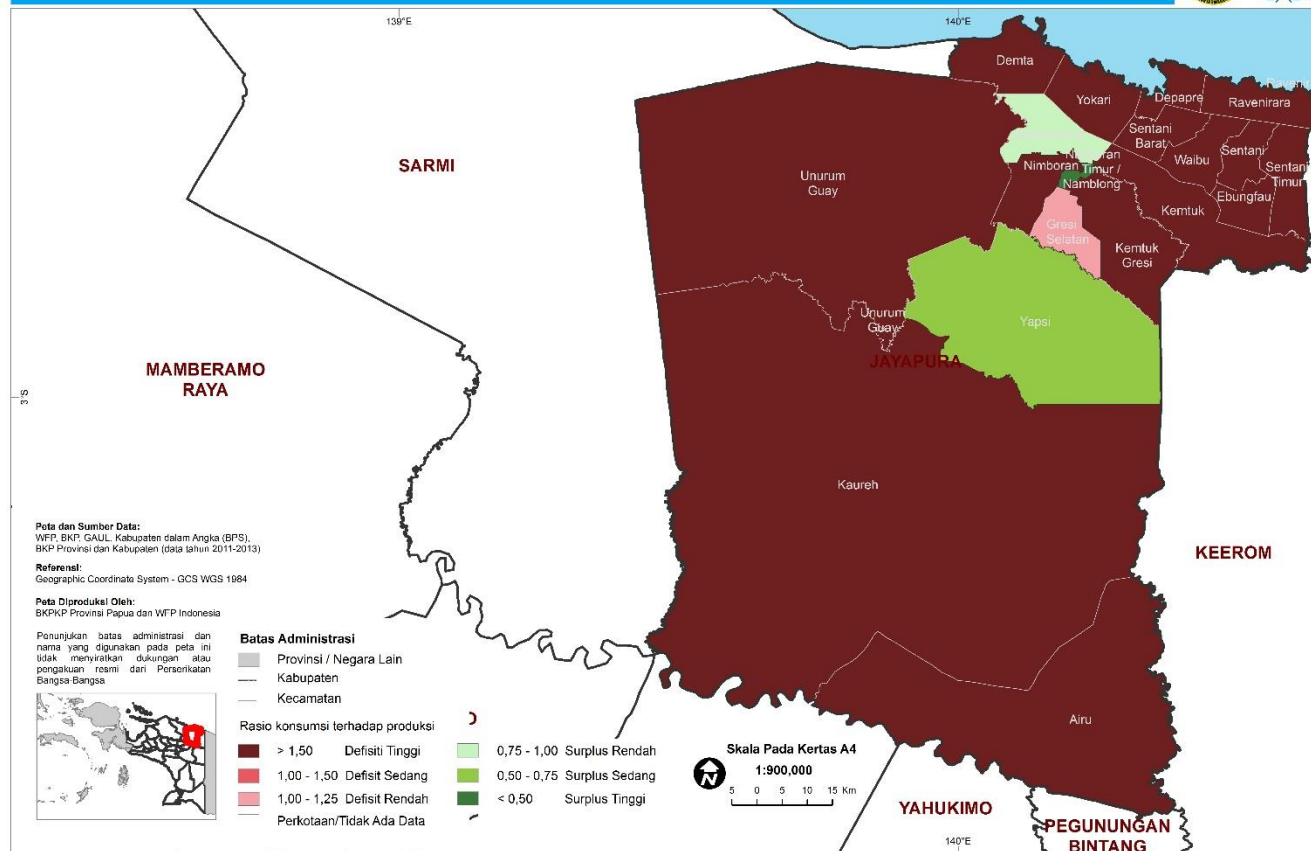 139°E
140°E
Demta
Yokari
Depapre
Ravenirara
Sentani
Barat
Waibu
Sentani
Sentani
Timur
Ebungfau
Kemtuk
SARMI
Unurum
Guay
Nimboran
Timur /
Namblong
Gresi
Selatan
Kemtuk
Gresi
Unurum
Guay
Yapsi
JAYAPURA
MAMBERAMO
RAYA
3°S
Kaureh
KEEROM
Airu
YAHUKIMO
PEGUNUNGAN
BINTANG
140°E
Peta dan Sumber Data:
WFP, BKP, GAUL, Kabupaten dalam Angka (BPS),
BKP Provinsi dan Kabupaten (data tahun 2011-2013)
Referensi:
Geographic Coordinate System - GCS WGS 1984
Peta Diproduksi Oleh:
BKPKP Provinsi Papua dan WFP Indonesia
Penunjukan batas administrasi dan
nama yang digunakan pada peta ini
tidak menyiratkan dukungan atau
pengakuan resmi dari Perserikatan
Bangsa-Bangsa
Batas Administrasi
Provinsi / Negara Lain
Kabupaten
Kecamatan
Rasio konsumsi terhadap produksi
> 1,50 Defisiti Tinggi
1,00 - 1,50 Defisit Sedang
1,00 - 1,25 Defisit Rendah
Perkotaan/Tidak Ada Data
0,75 - 1,00 Surplus Rendah
0,50 - 0,75 Surplus Sedang
< 0,50 Surplus Tinggi
N
Skala Pada Kertas A4
1:900,000
5 0 5 10 15 Km